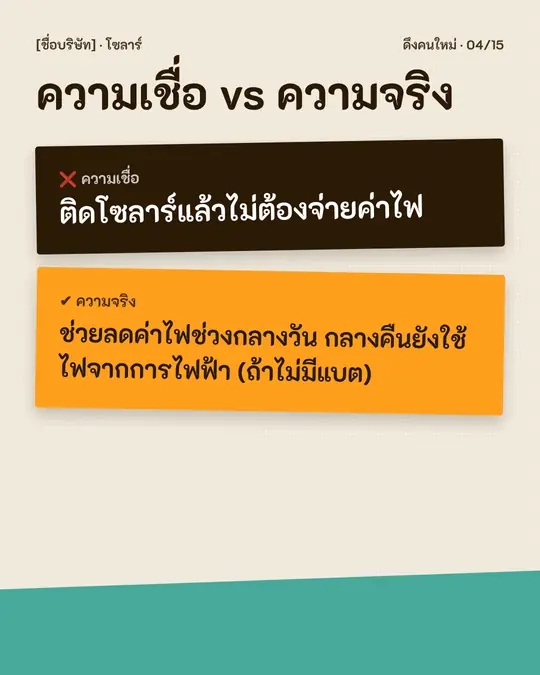 [ชื่อบริษัท] · โซลาร์
ดึงคนใหม่ · 04/15
ความเชื่อ vs ความจริง
❌ ความเชื่อ
ติดโซลาร์แล้วไม่ต้องจ่ายค่าไฟ
✔ ความจริง
ช่วยลดค่าไฟช่วงกลางวัน กลางคืนยังใช้
ไฟจากการไฟฟ้า (ถ้าไม่มีแบต)